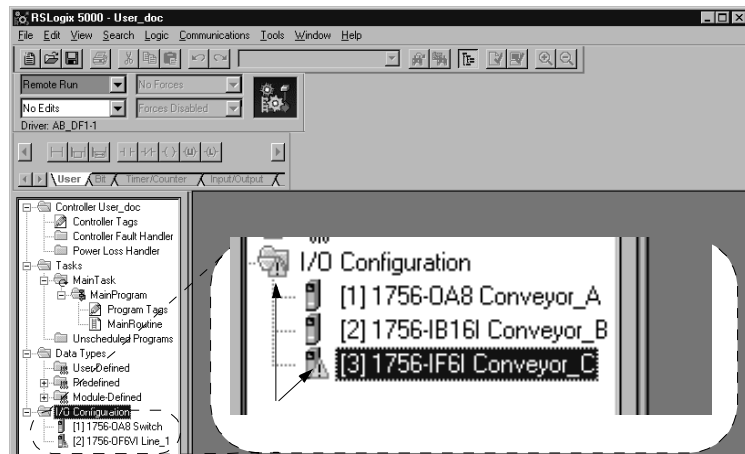 RSLogix 5000 - User_doc
File Edit View Search Logic Communications Tools Window Help
Remote Run
No Forces
No Edits
Forces Disabled
Driver: AB_DF1-1
User Bit Timer/Counter Input/Output
Controller User_doc
Controller Tags
Controller Fault Handler
Power Loss Handler
Tasks
MainTask
MainProgram
Program Tags
MainRoutine
Unscheduled Programs
Data Types
User-Defined
Predefined
Module-Defined
I/O Configuration
[1] 1756-OA8 Switch
[2] 1756-OF6VI Line_1
I/O Configuration
[1] 1756-OA8 Conveyor_A
[2] 1756-IB16I Conveyor_B
[3] 1756-IF6I Conveyor_C